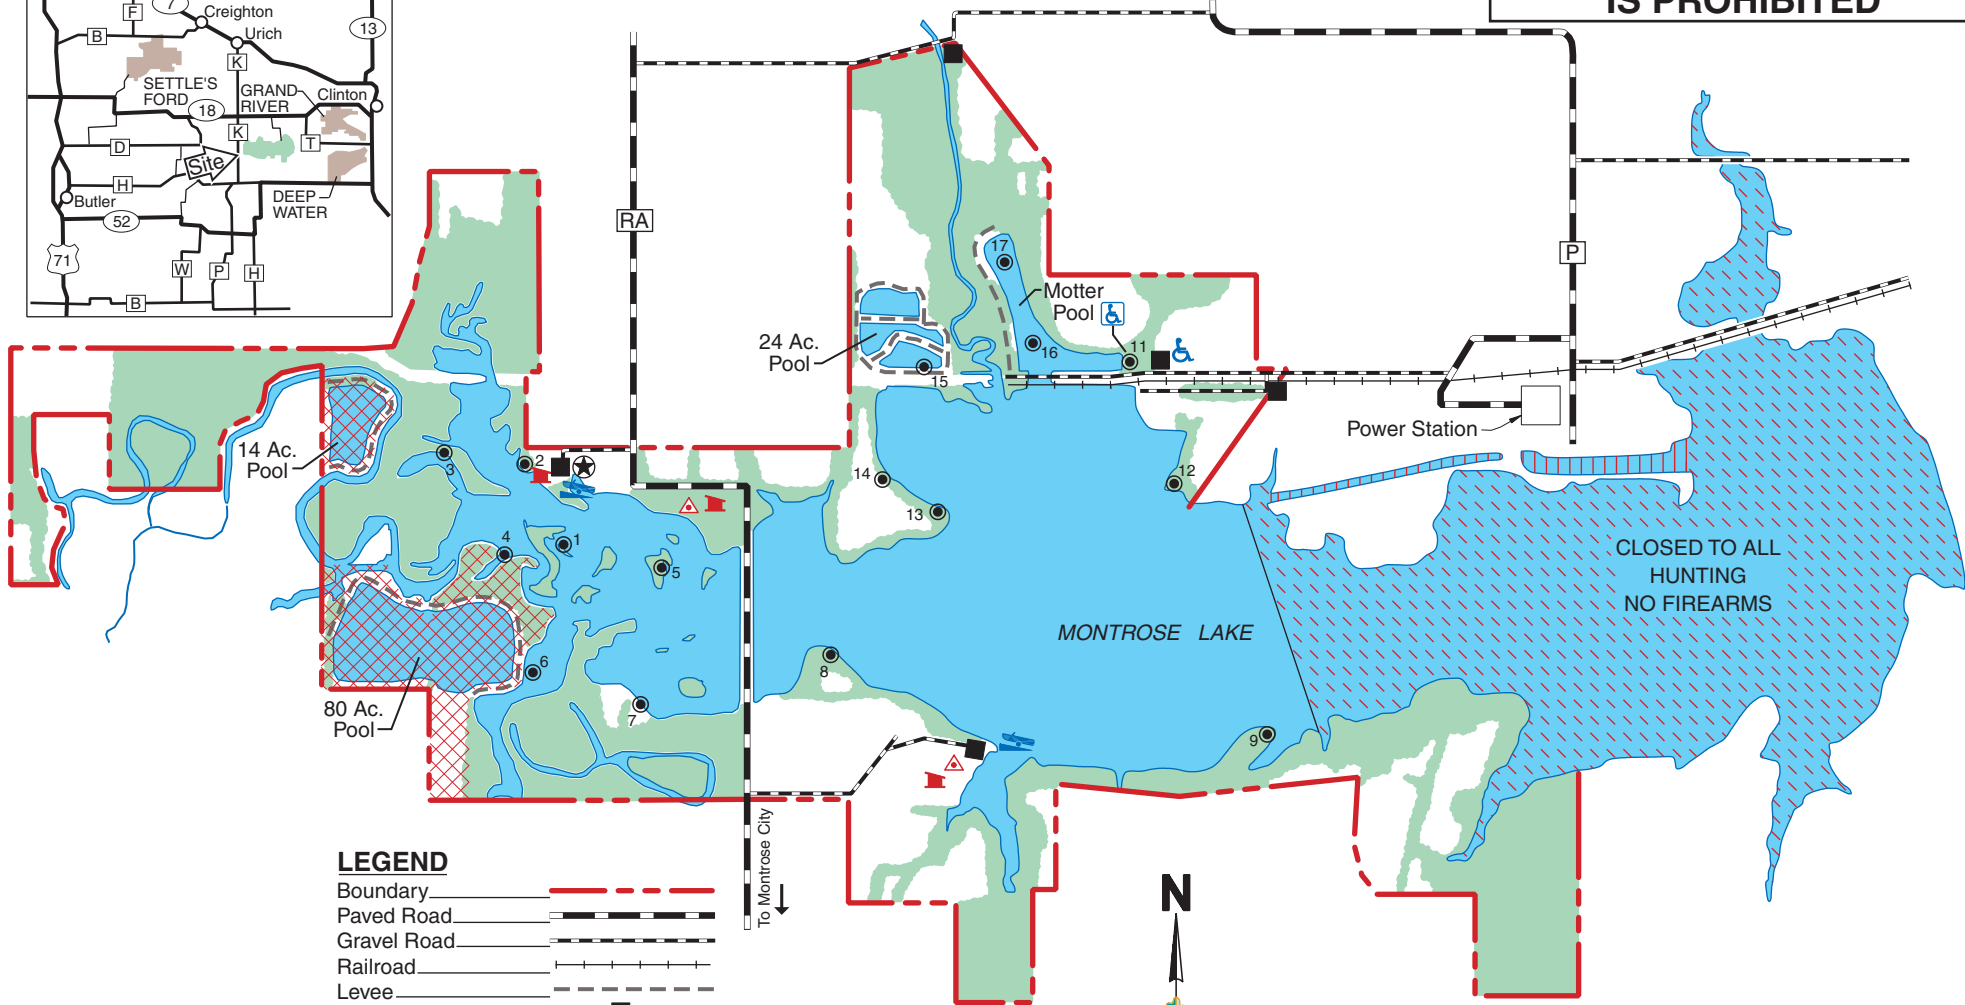 IS PROHIBITED
7
Creighton
F
13
B
Urich
K
SETTLE'S
FORD
GRAND
RIVER
Clinton
18
K
T
D
Site
H
DEEP
WATER
Butler
52
71
W
P
H
B
RA
P
17
Motter
Pool
24 Ac.
Pool
16
11
15
Power Station
14 Ac.
Pool
3
2
14
12
13
4
1
5
CLOSED TO ALL
HUNTING
NO FIREARMS
MONTROSE LAKE
6
8
80 Ac.
Pool
7
9
To Montrose City
LEGEND
Boundary
Paved Road
Gravel Road
Railroad
Levee
N